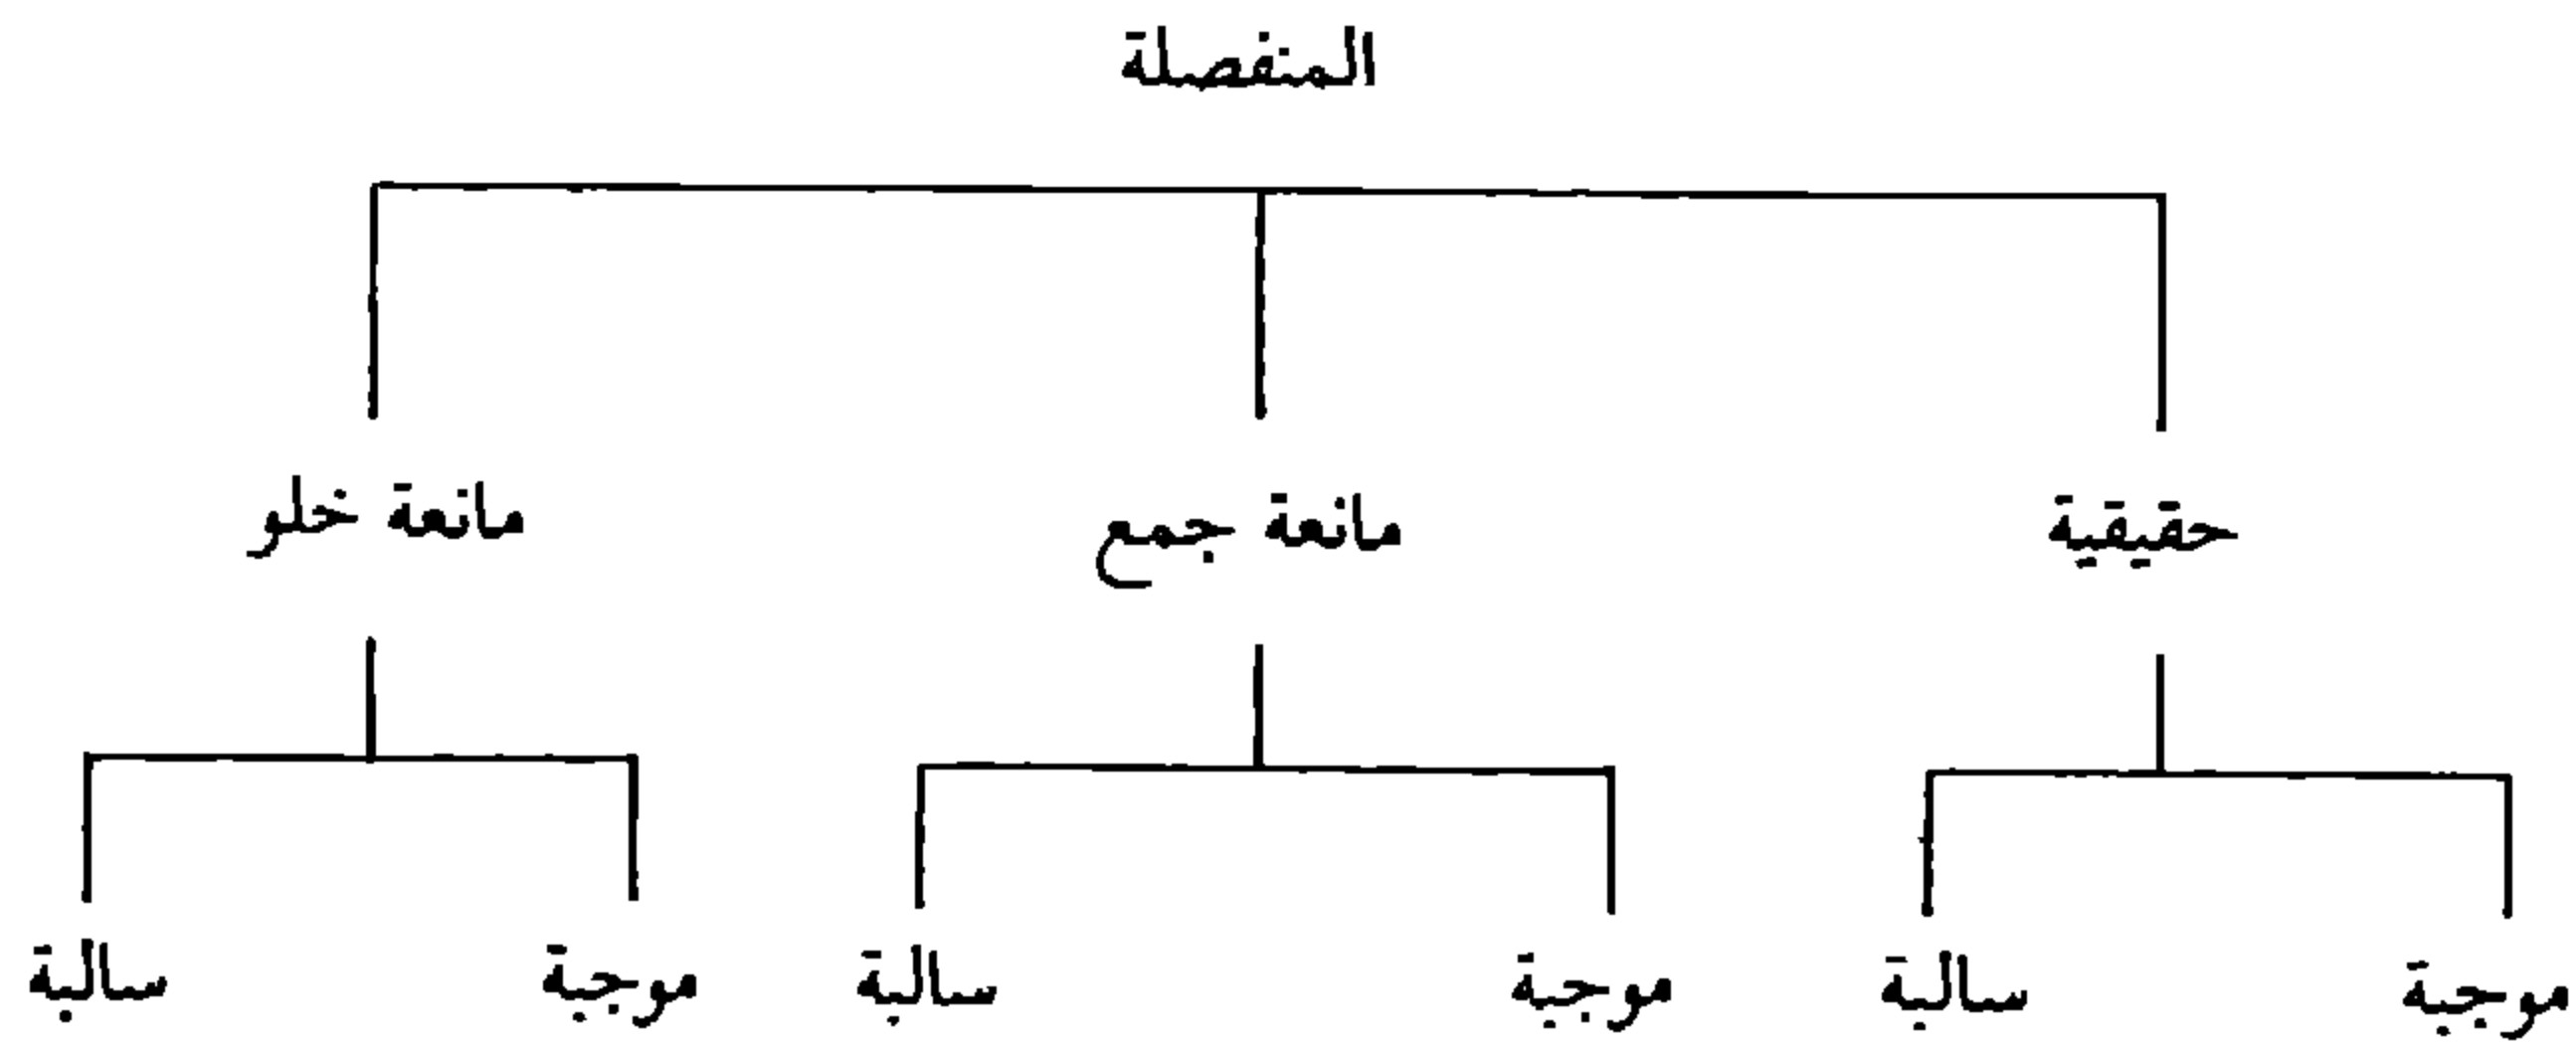 المنفصلة
حقيقية مانعة جمع مانعة خلو
موجبة سالبة موجبة سالبة موجبة سالبة